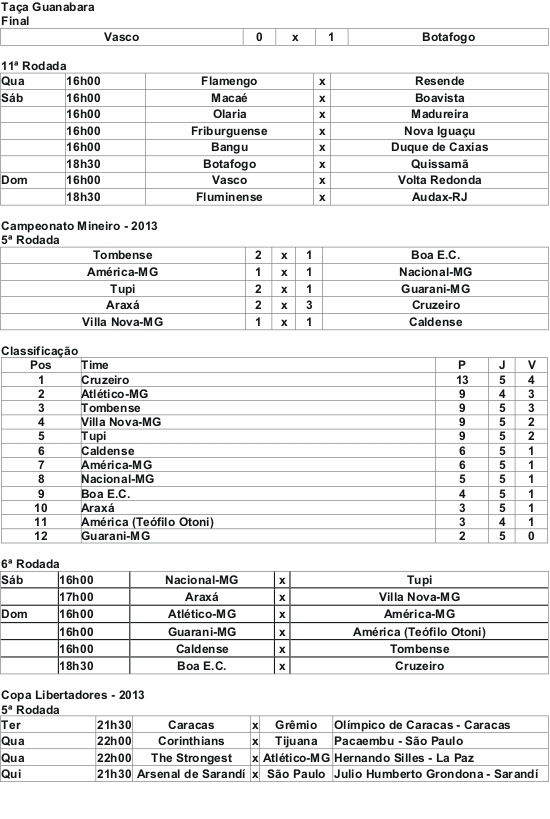 Taça Guanabara
Final
Vasco 0 x 1 Botafogo
11ª Rodada
Qua 16h00 Flamengo x Resende
Sáb 16h00 Macaé x Boavista
16h00 Olaria x Madureira
16h00 Friburguense x Nova Iguaçu
16h00 Bangu x Duque de Caxias
18h30 Botafogo x Quissamã
Dom 16h00 Vasco x Volta Redonda
18h30 Fluminense x Audax-RJ
Campeonato Mineiro - 2013
5ª Rodada
Tombense 2 x 1 Boa E.C.
América-MG 1 x 1 Nacional-MG
Tupi 2 x 1 Guarani-MG
Araxá 2 x 3 Cruzeiro
Villa Nova-MG 1 x 1 Caldense
Classificação
Pos Time P J V
1 Cruzeiro 13 5 4
2 Atlético-MG 9 4 3
3 Tombense 9 5 3
4 Villa Nova-MG 9 5 2
5 Tupi 9 5 2
6 Caldense 6 5 1
7 América-MG 6 5 1
8 Nacional-MG 5 5 1
9 Boa E.C. 4 5 1
10 Araxá 3 5 1
11 América (Teófilo Otoni) 3 4 1
12 Guarani-MG 2 5 0
6ª Rodada
Sáb 16h00 Nacional-MG x Tupi
17h00 Araxá x Villa Nova-MG
Dom 16h00 Atlético-MG x América-MG
16h00 Guarani-MG x América (Teófilo Otoni)
16h00 Caldense x Tombense
18h30 Boa E.C. x Cruzeiro
Copa Libertadores - 2013
5ª Rodada
Ter 21h30 Caracas x Grêmio Olímpico de Caracas - Caracas
Qua 22h00 Corinthians x Tijuana Pacaembu - São Paulo
Qua 22h00 The Strongest x Atlético-MG Hernando Silles - La Paz
Qui 21h30 Arsenal de Sarandí x São Paulo Julio Humberto Grondona - Sarandí